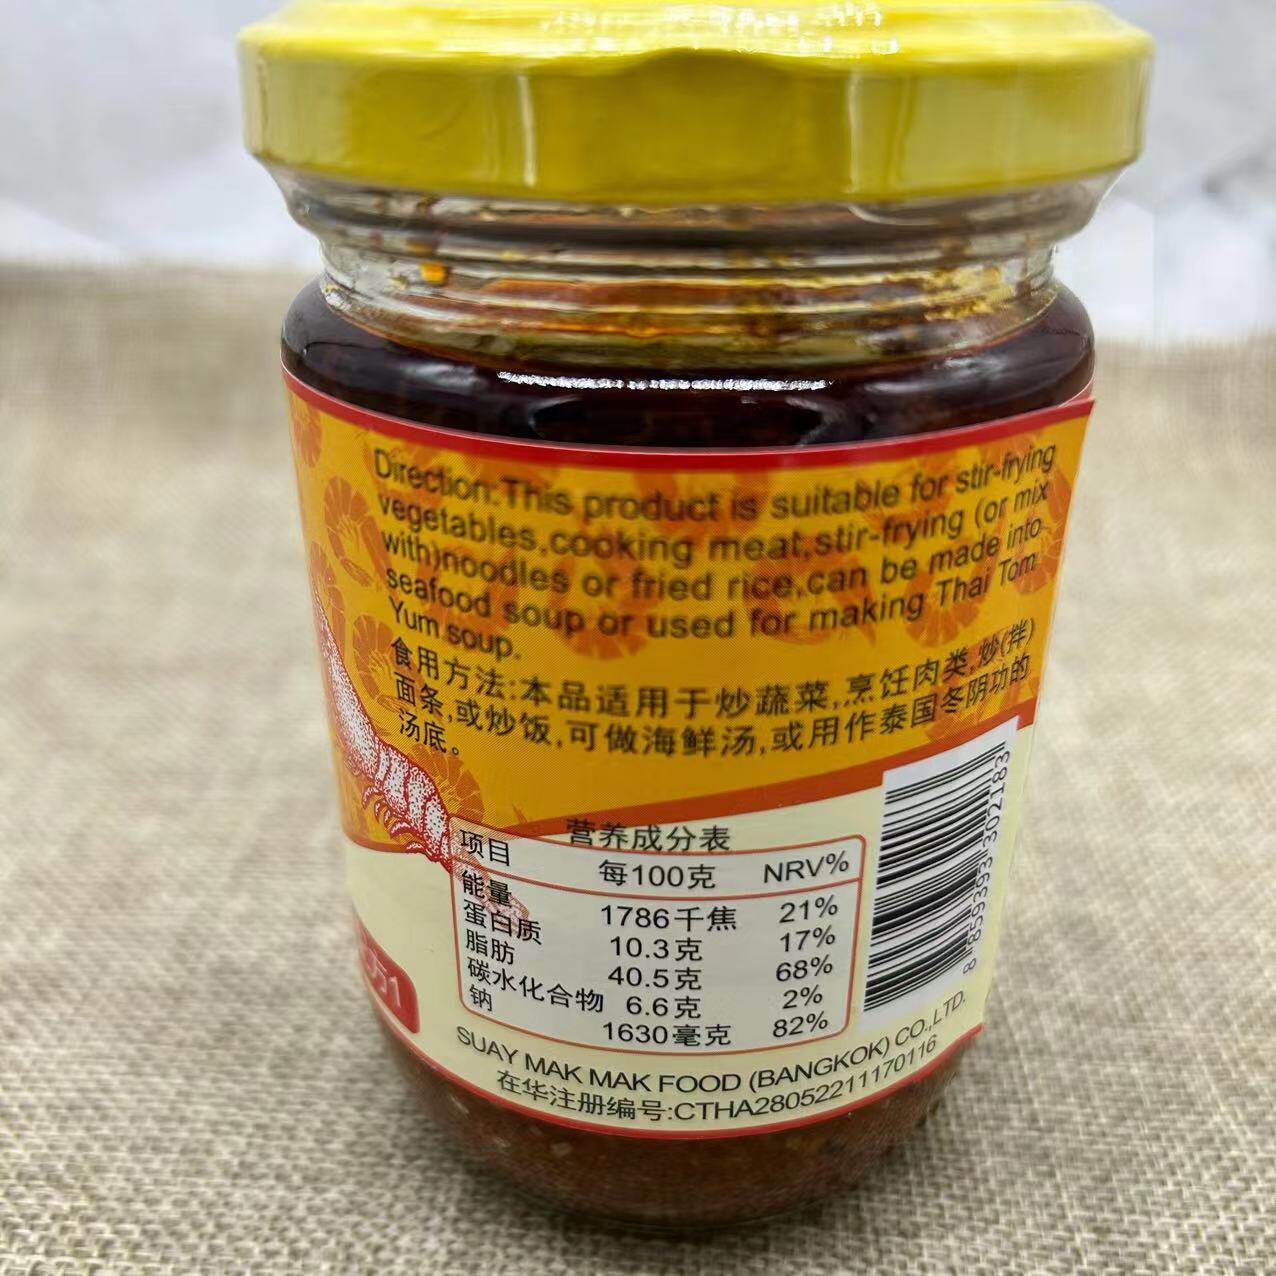 Direction:This product is suitable for stir-frying
vegetables,cooking meat,stir-frying (or mix
with)noodles or fried rice,can be made into
seafood soup or used for making Thai Tom
Yum soup.
食用方法:本品适用于炒蔬菜,烹饪肉类,炒(拌)
面条,或炒饭,可做海鲜汤,或用作泰国冬阴功的
汤底。
营养成分表
项目 每100克 NRV%
能量 1786千焦 21%
蛋白质 10.3克 17%
脂肪 40.5克 68%
碳水化合物 6.6克 2%
钠 1630毫克 82%
8 859393 302183
SUAY MAK MAK FOOD (BANGKOK) CO.,LTD.
在华注册编号:CTHA28052211170116